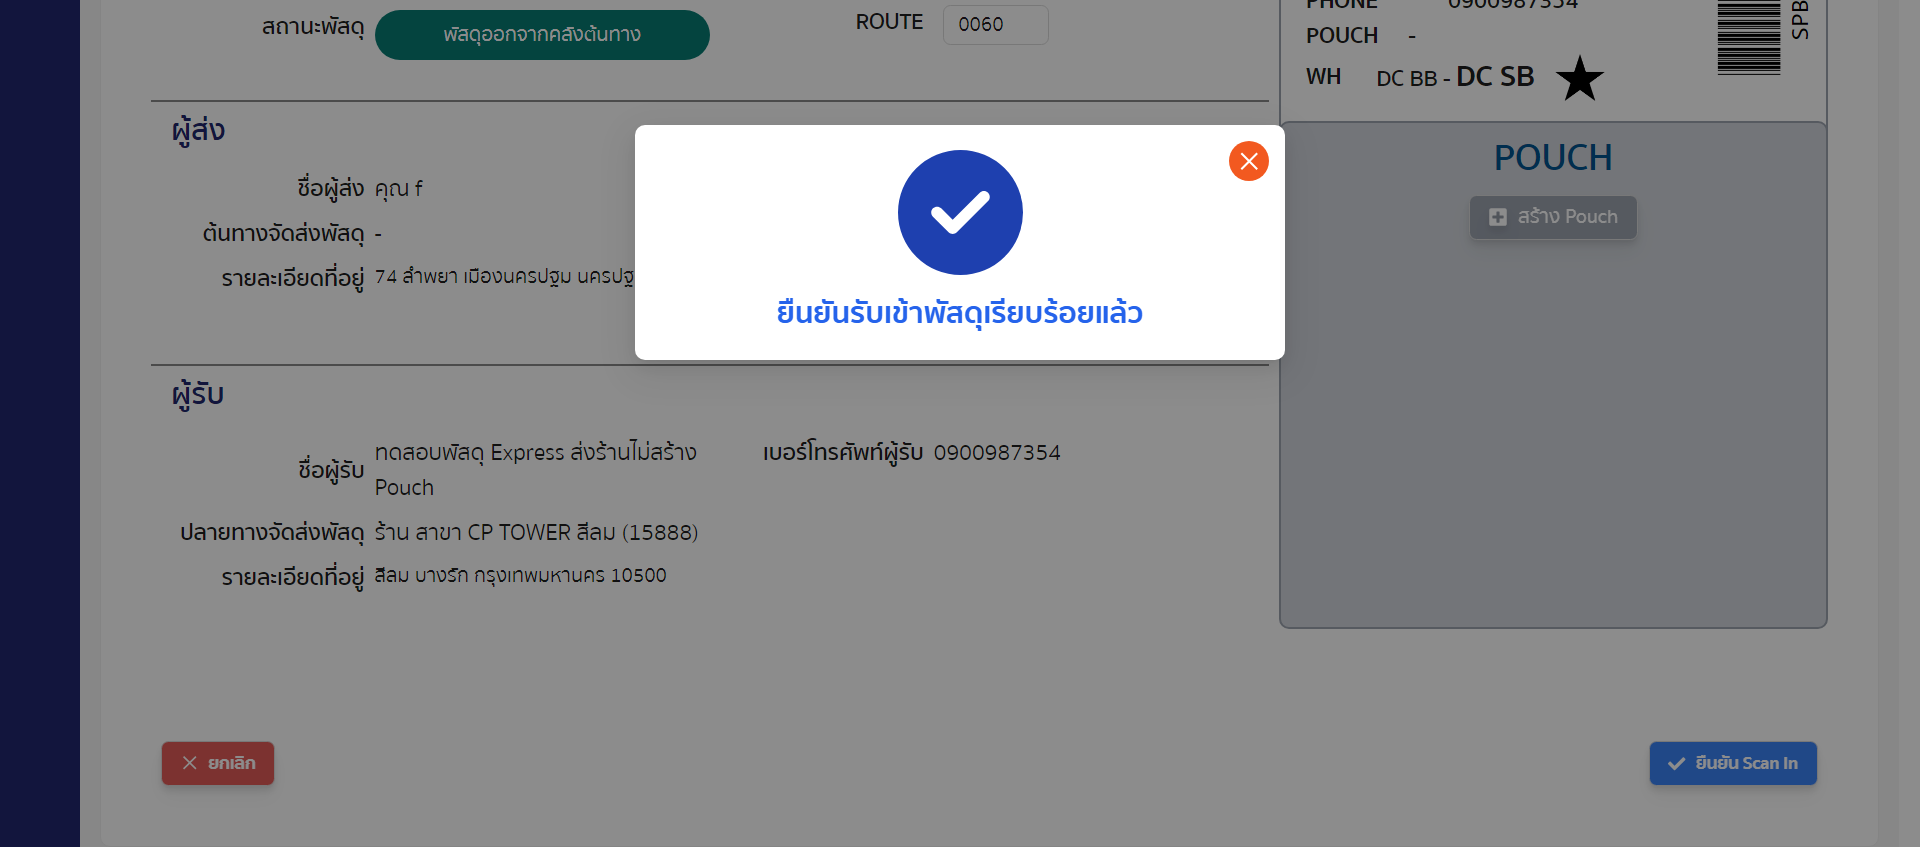 สถานะพัสดุ พัสดุออกจากคลังต้นทาง ROUTE 0060
PHONE 0900987354
POUCH -
WH DC BB - DC SB
SPB
ผู้ส่ง
ชื่อผู้ส่ง คุณ f
ต้นทางจัดส่งพัสดุ -
รายละเอียดที่อยู่ 74 ลำพยา เมืองนครปฐม นครปฐ
POUCH
สร้าง Pouch
ยืนยันรับเข้าพัสดุเรียบร้อยแล้ว
ผู้รับ
ชื่อผู้รับ ทดสอบพัสดุ Express ส่งร้านไม่สร้าง
Pouch
เบอร์โทรศัพท์ผู้รับ 0900987354
ปลายทางจัดส่งพัสดุ ร้าน สาขา CP TOWER สีลม (15888)
รายละเอียดที่อยู่ สีลม บางรัก กรุงเทพมหานคร 10500
ยกเลิก
ยืนยัน Scan In